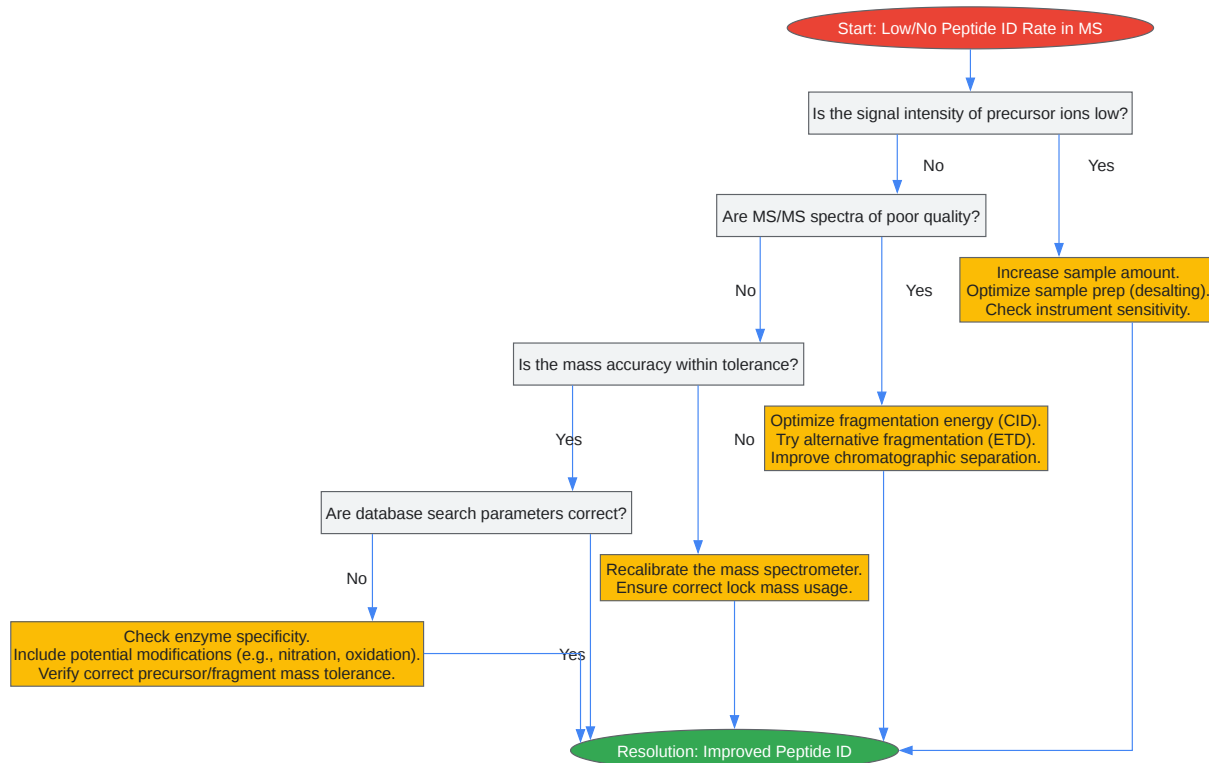 Start: Low/No Peptide ID Rate in MS
Is the signal intensity of precursor ions low?
No
Yes
Are MS/MS spectra of poor quality?
Increase sample amount.
Optimize sample prep (desalting).
Check instrument sensitivity.
No
Yes
Is the mass accuracy within tolerance?
Optimize fragmentation energy (CID).
Try alternative fragmentation (ETD).
Improve chromatographic separation.
Yes
No
Are database search parameters correct?
Recalibrate the mass spectrometer.
Ensure correct lock mass usage.
No
Check enzyme specificity.
Include potential modifications (e.g., nitration, oxidation).
Verify correct precursor/fragment mass tolerance.
Yes
Resolution: Improved Peptide ID